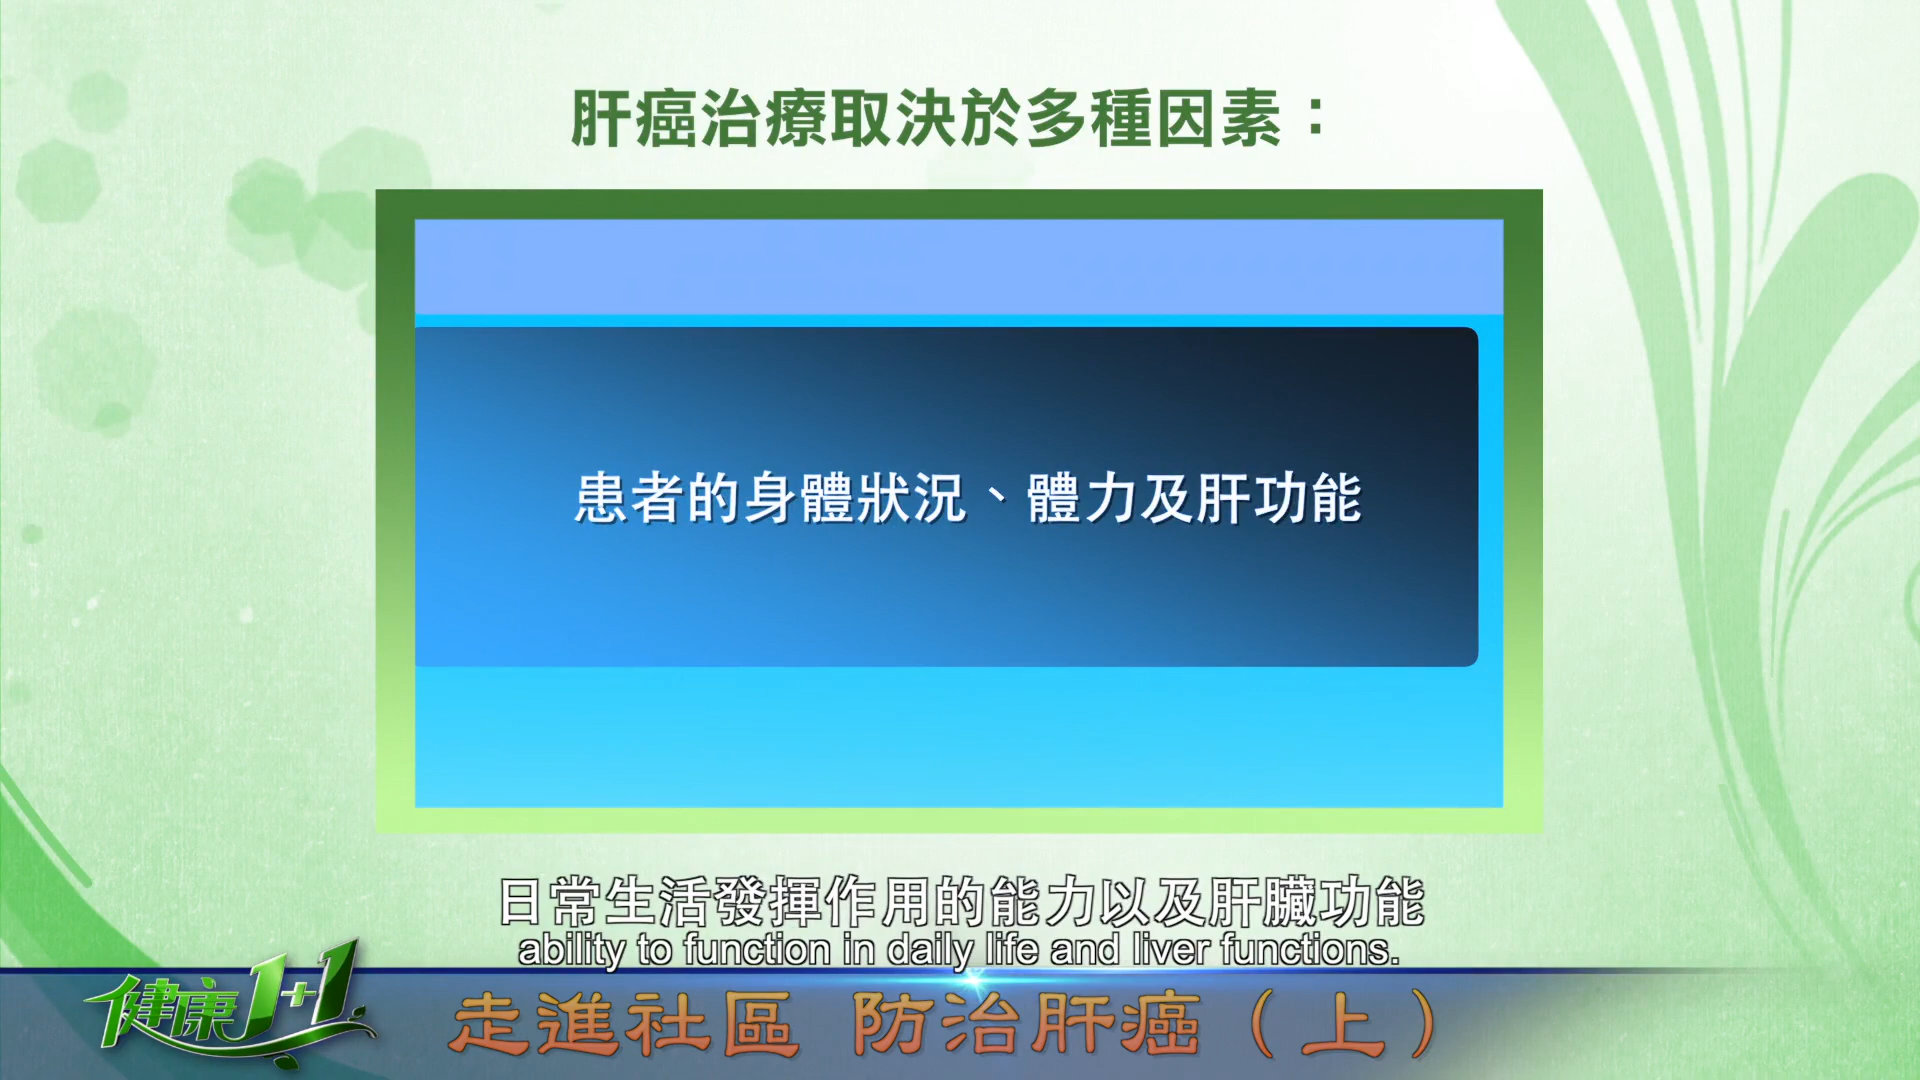 肝癌治療取決於多種因素：
患者的身體狀況、體力及肝功能
日常生活發揮作用的能力以及肝臟功能
ability to function in daily life and liver functions.
健康1+1
走進社區 防治肝癌（上）